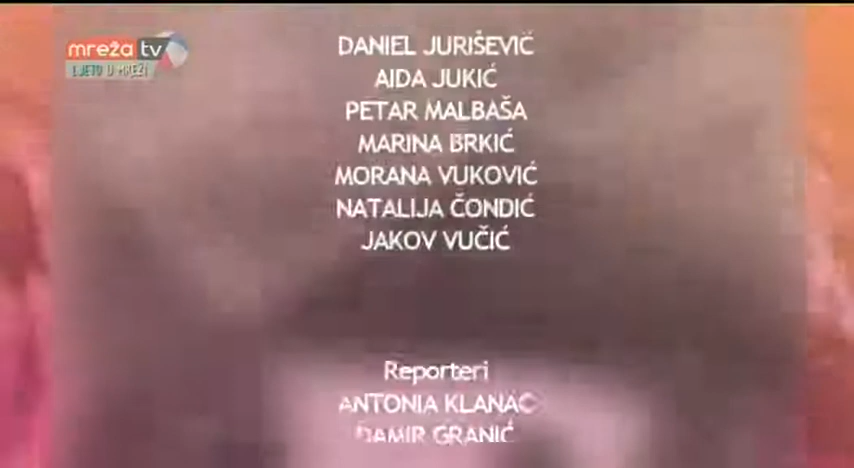 mreža tv
LJETO U MREŽI
DANIEL JURIŠEVIĆ
AIDA JUKIĆ
PETAR MALBAŠA
MARINA BRKIĆ
MORANA VUKOVIĆ
NATALIJA ČONDIĆ
JAKOV VUČIĆ
Reporteri
ANTONIA KLANAC
DAMIR GRANIĆ